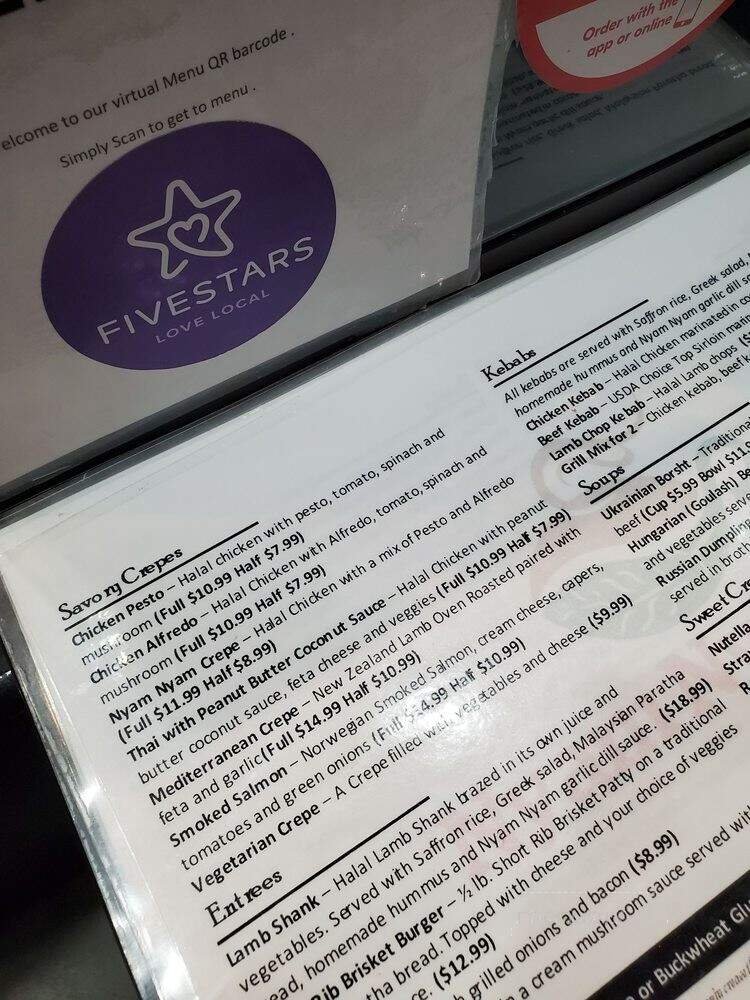 elcome to our virtual Menu QR barcode .
Simply Scan to get to menu .
FIVESTARS
LOVE LOCAL
Order with the
app or online
Savory Crepes
Chicken Pesto – Halal chicken with pesto, tomato, spinach and
mushroom (Full $10.99 Half $7.99)
Chicken Alfredo – Halal Chicken with Alfredo, tomato, spinach and
mushroom (Full $10.99 Half $7.99)
Nyam Nyam Crepe – Halal Chicken with a mix of Pesto and Alfredo
(Full $11.99 Half $8.99)
Thai with Peanut Butter Coconut Sauce – Halal Chicken with peanut
butter coconut sauce, feta cheese and veggies (Full $10.99 Half $7.99)
Mediterranean Crepe – New Zealand Lamb Oven Roasted paired with
feta and garlic(Full $14.99 Half $10.99)
Smoked Salmon – Norwegian Smoked Salmon, cream cheese, capers,
tomatoes and green onions (Full $14.99 Half $10.99)
Vegetarian Crepe – A Crepe filled with vegetables and cheese ($9.99)
Entrees
Lamb Shank – Halal Lamb Shank brazed in its own juice and
vegetables. Served with Saffron rice, Greek salad, Malaysian Paratha
ead, homemade hummus and Nyam Nyam garlic dill sauce. ($18.99)
Rib Brisket Burger – ½ lb. Short Rib Brisket Patty on a traditional
tha bread. Topped with cheese and your choice of veggies
ce. ($12.99)
h grilled onions and bacon ($8.99)
a cream mushroom sauce served with
or Buckwheat Glu
Kebabs
All kebabs are served with Saffron rice, Greek salad,
homemade hummus and Nyam Nyam garlic dill
Chicken Kebab – Halal Chicken marinated in
Beef Kebab – USDA Choice Top Sirloin
Lamb Chop Kebab – Halal Lamb chops
Grill Mix for 2 – Chicken kebab, beef
Soups
Ukrainian Borsht – Traditional
beef (Cup $5.99 Bowl $11.
Hungarian (Goulash) Be
and vegetables ser
Russian Dumplin
served in broth
Sweet C
Nutella
Stra